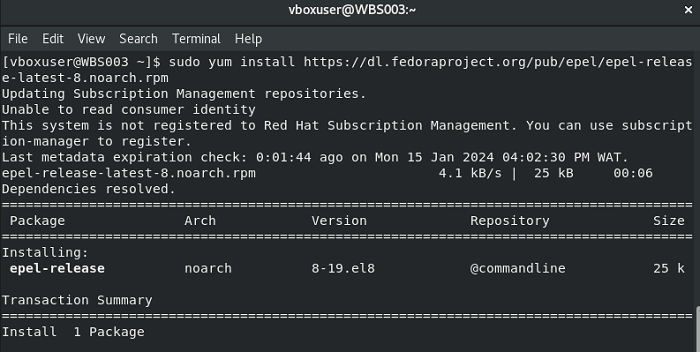 vboxuser@WBS003:~
File Edit View Search Terminal Help
[vboxuser@WBS003 ~]$ sudo yum install https://dl.fedoraproject.org/pub/epel/epel-releas
e-latest-8.noarch.rpm
Updating Subscription Management repositories.
Unable to read consumer identity
This system is not registered to Red Hat Subscription Management. You can use subscript
ion-manager to register.
Last metadata expiration check: 0:01:44 ago on Mon 15 Jan 2024 04:02:30 PM WAT.
epel-release-latest-8.noarch.rpm 4.1 kB/s | 25 kB 00:06
Dependencies resolved.
================================================================================
Package Arch Version Repository Size
================================================================================
Installing:
epel-release noarch 8-19.el8 @commandline 25 k
Transaction Summary
================================================================================
Install 1 Package